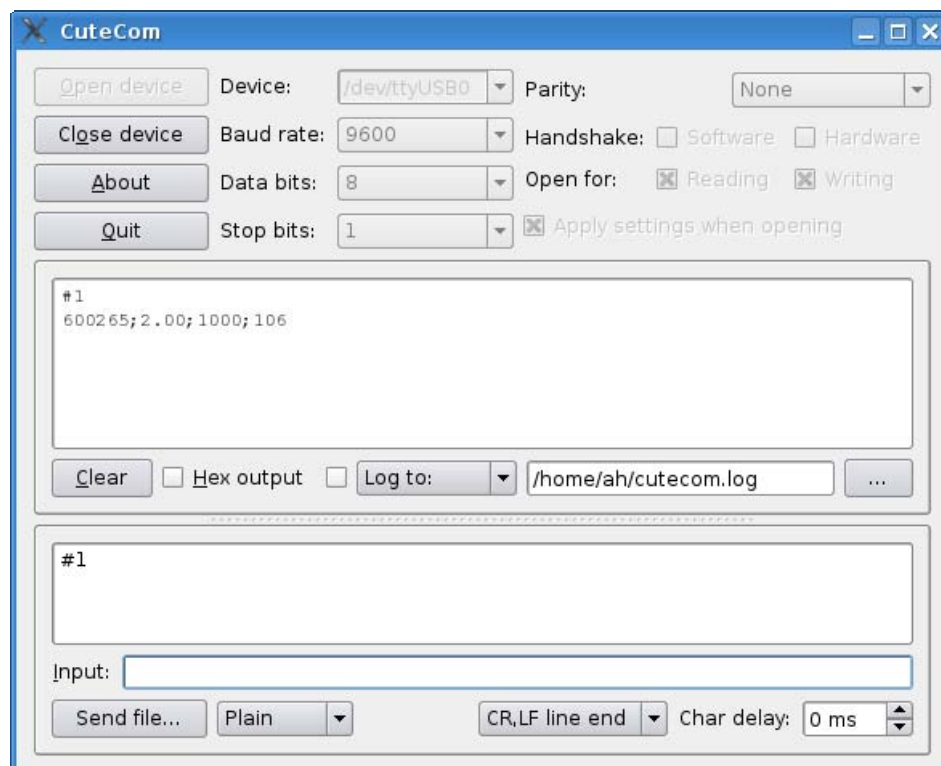 CuteCom
Open device Device: /dev/ttyUSB0 Parity: None
Close device Baud rate: 9600 Handshake: Software Hardware
About Data bits: 8 Open for: Reading Writing
Quit Stop bits: 1 Apply settings when opening
#1
600265;2.00;1000;106
Clear Hex output Log to: /home/ah/cutecom.log ...
#1
Input:
Send file... Plain CR,LF line end Char delay: 0 ms